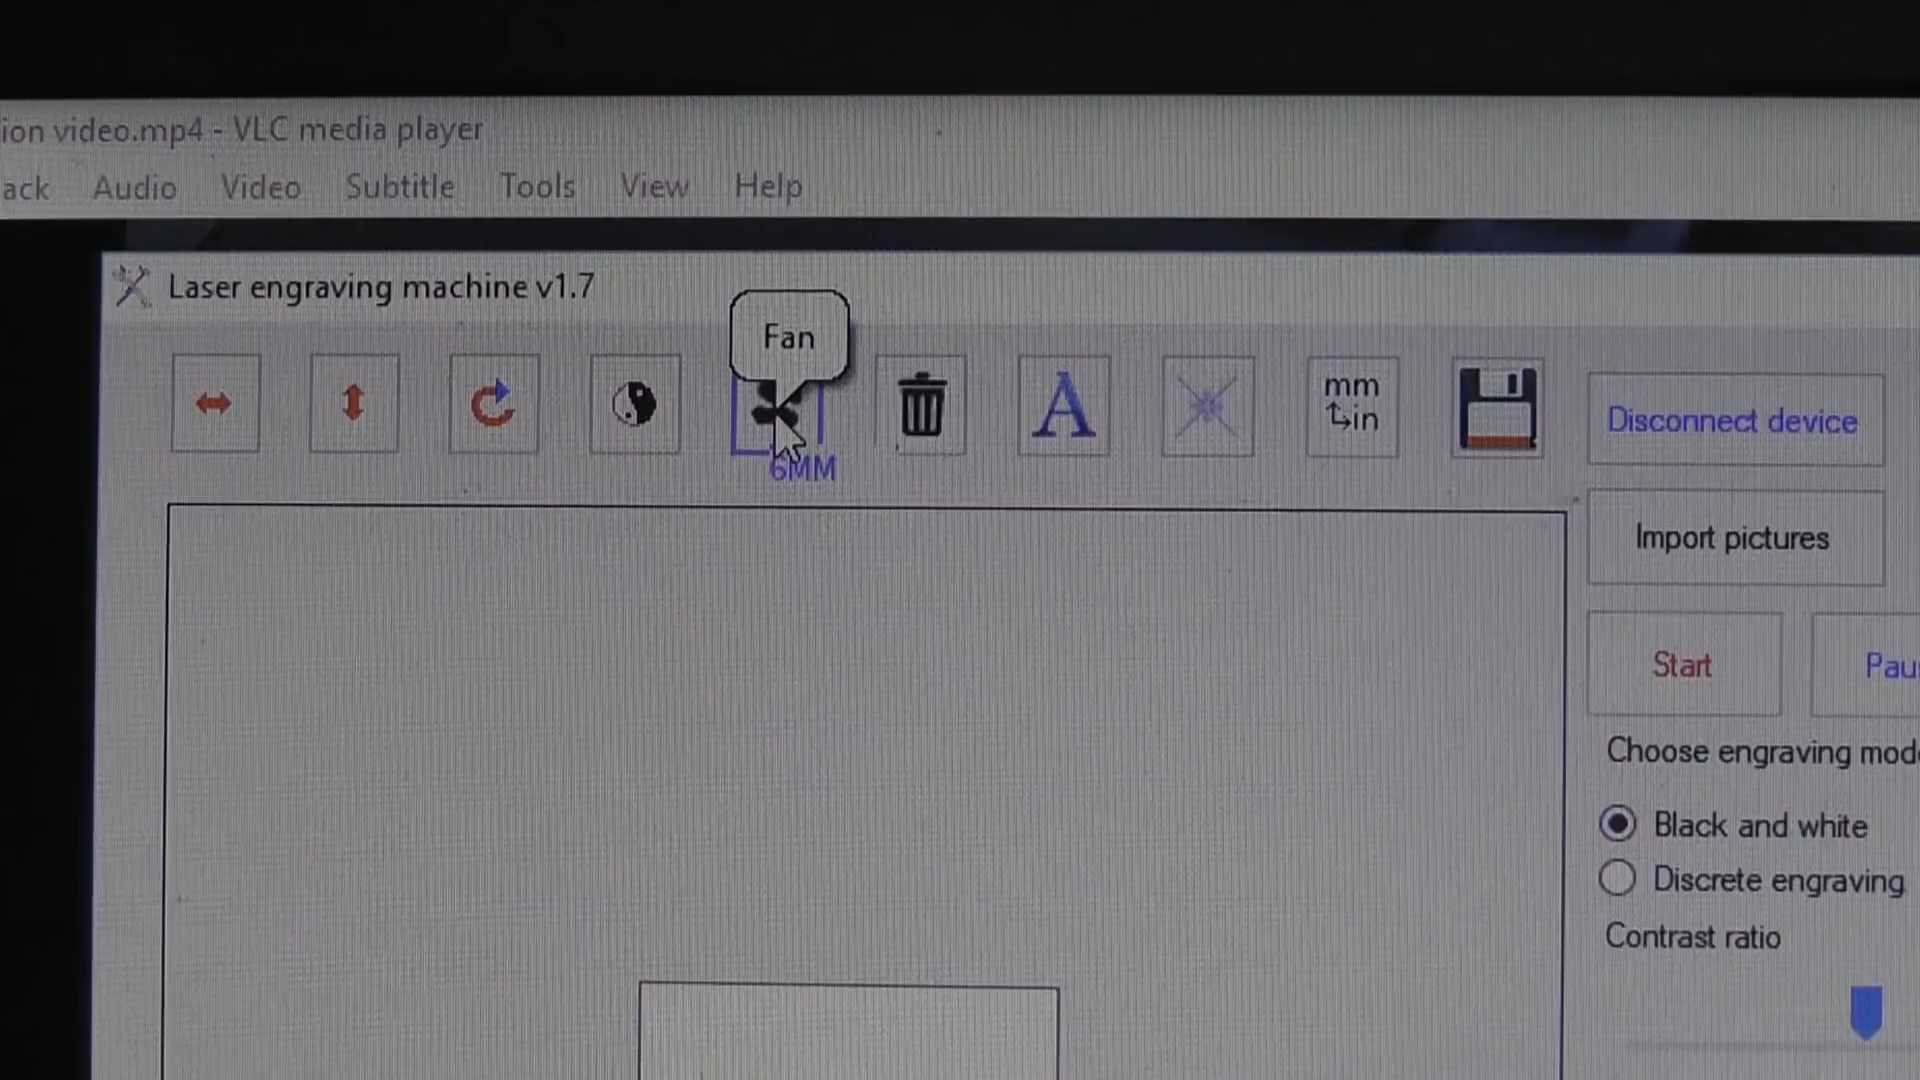 ion video.mp4 - VLC media player
ack Audio Video Subtitle Tools View Help
Laser engraving machine v1.7
Fan
A
mm
in
6MM
Disconnect device
Import pictures
Start Pau
Choose engraving mod
Black and white
Discrete engraving
Contrast ratio